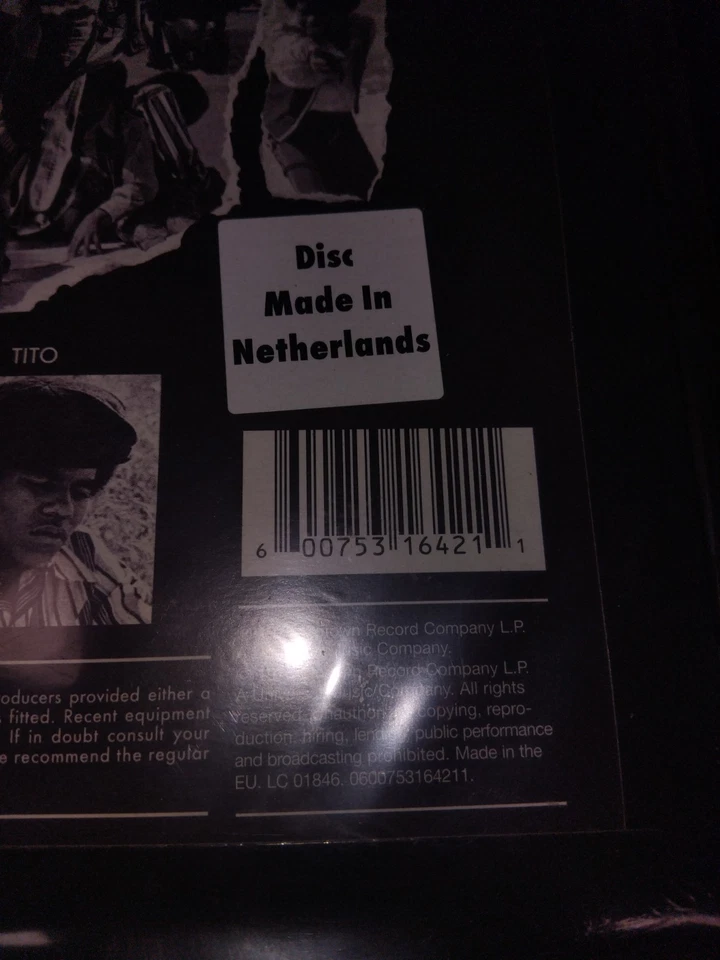 Disc
Made In
Netherlands
TITO
6 00753 16421 1
Record Company L.P.
Company.
Record Company L.P.
Company. All rights
copying, repro-
duction, hiring, public performance
and broadcasting prohibited. Made in the
EU. LC 01846. 0600753164211.
provided either a
fitted. Recent equipment
If in doubt consult your
recommend the regular